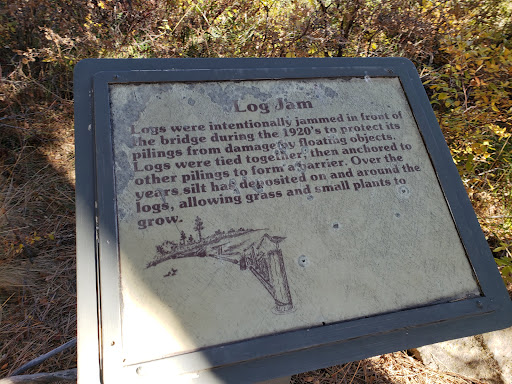 Log Jam
Logs were intentionally jammed in front of
the bridge during the 1920's to protect its
pilings from damage by floating objects.
Logs were tied together, then anchored to
other pilings to form a barrier. Over the
years silt has deposited on and around the
logs, allowing grass and small plants to
grow.